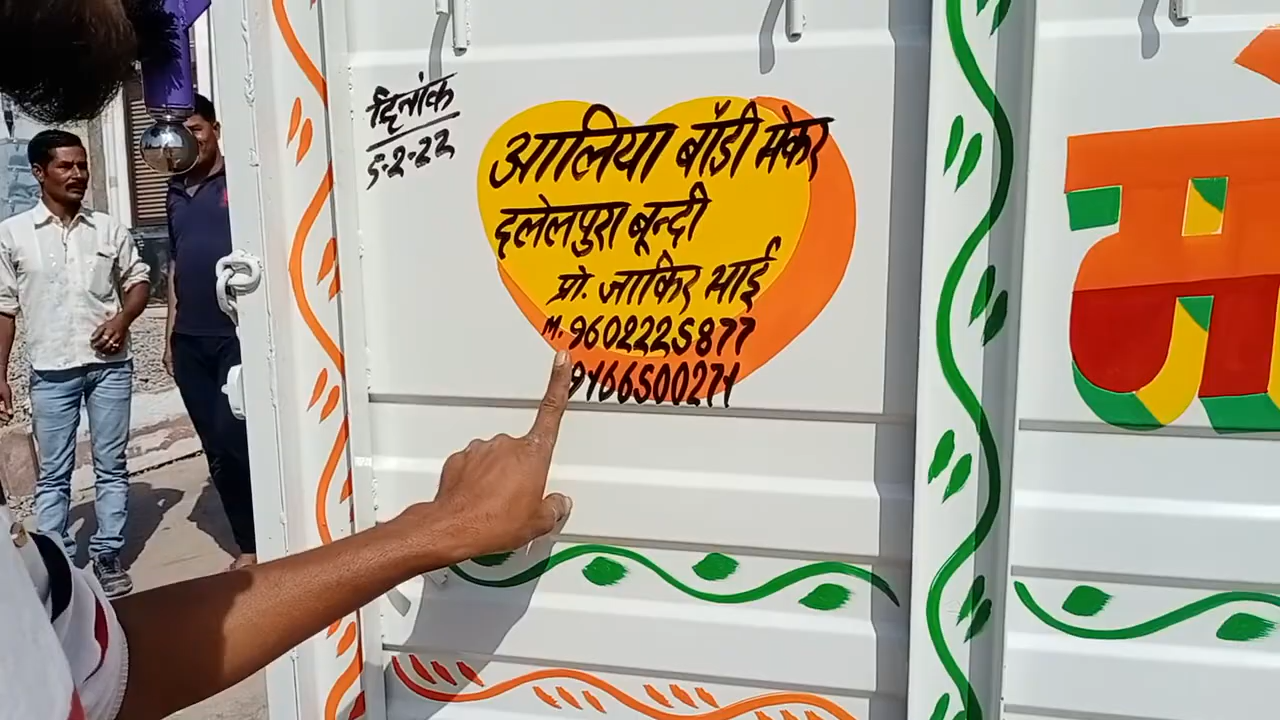 दिनांक
5-2-22
आलिया बॉडी मेकर
दलेलपुरा बून्दी
प्रो. जाकिर भाई
M. 9602225877
9166500271